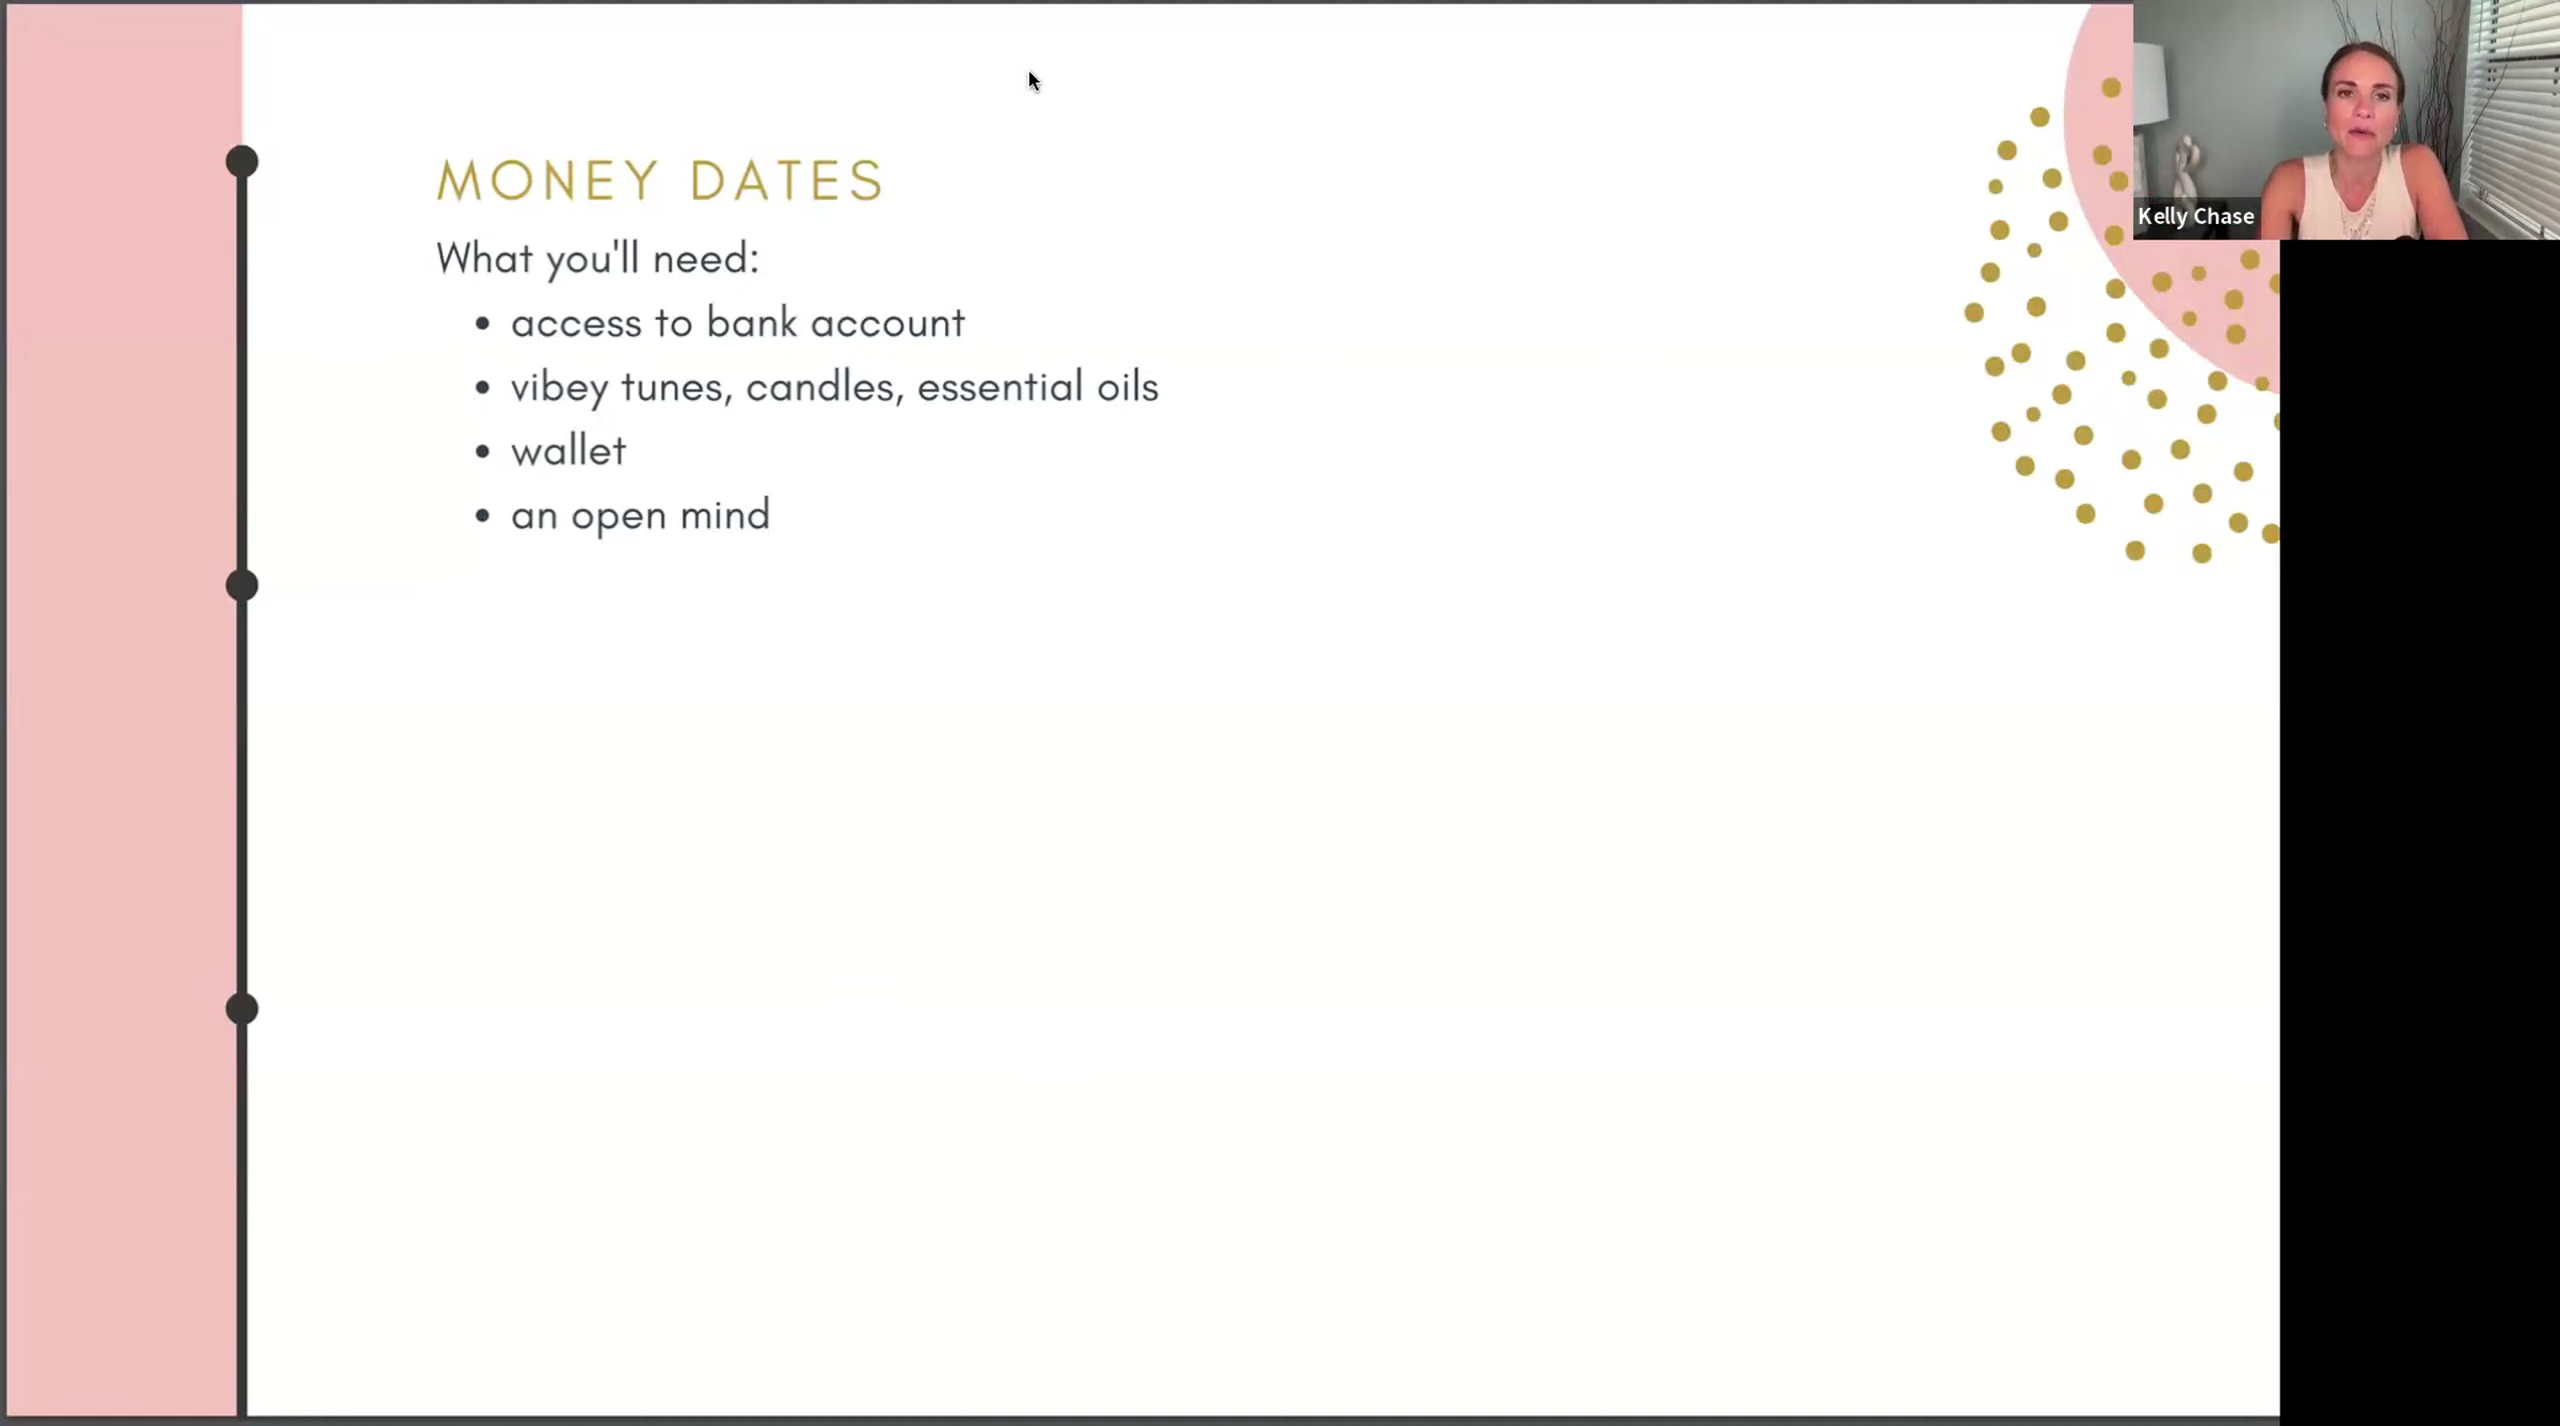 MONEY DATES
What you'll need:
• access to bank account
• vibey tunes, candles, essential oils
• wallet
• an open mind
Kelly Chase